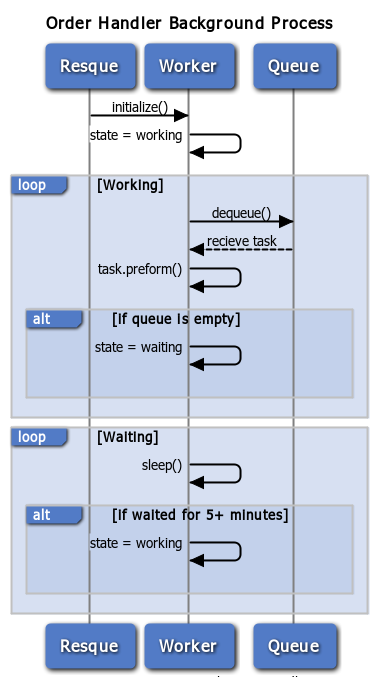 Order Handler Background Process
Resque Worker Queue
initialize()
state = working
loop [Working]
dequeue()
recieve task
task.preform()
alt [if queue is empty]
state = waiting
loop [Waiting]
sleep()
alt [if waited for 5+ minutes]
state = working
Resque Worker Queue